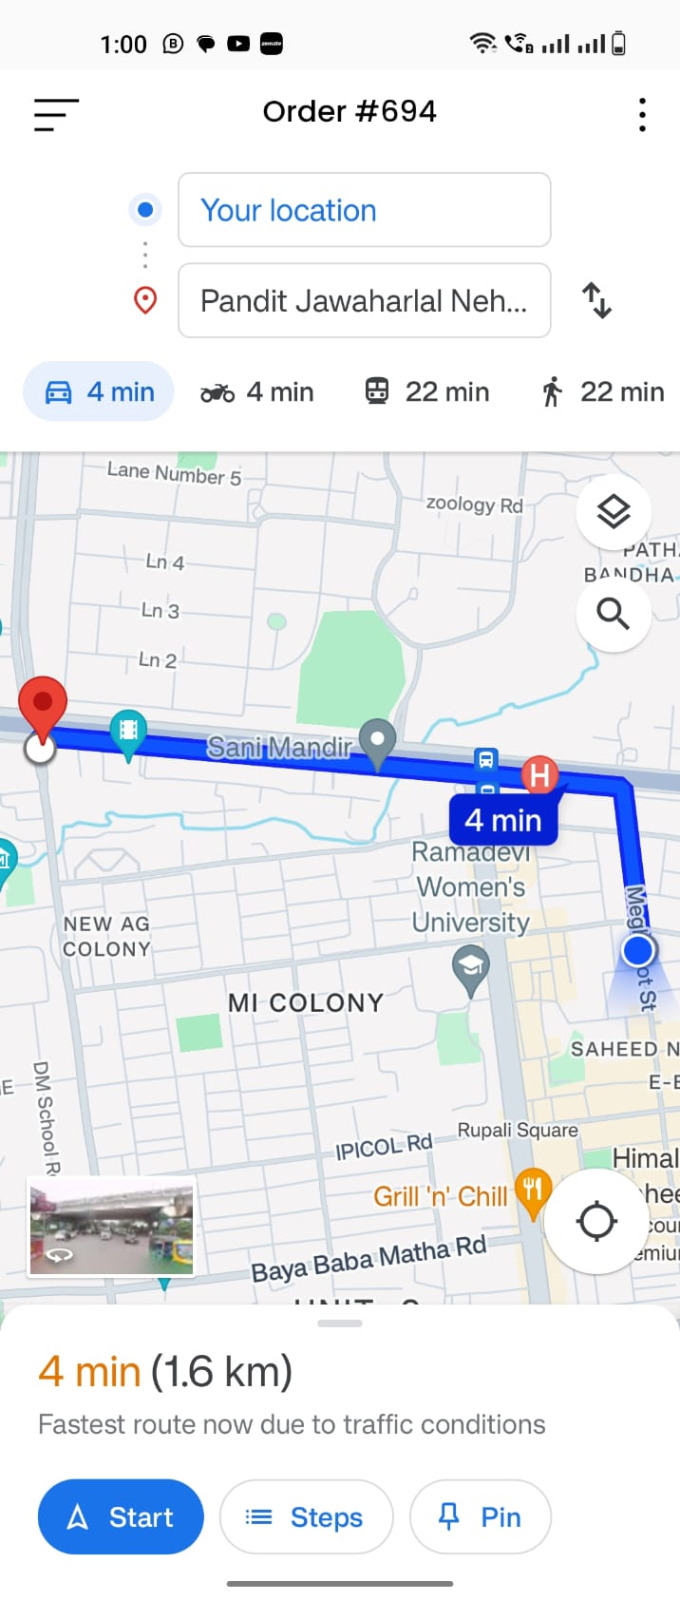 1:00
Order #694
Your location
Pandit Jawaharlal Neh...
4 min
4 min
22 min
22 min
Lane Number 5
zoology Rd
PATH
BANDHA
Ln 4
Ln 3
Ln 2
Sani Mandir
H
4 min
Ramadevi
Women's
University
NEW AG
COLONY
MI COLONY
SAHEED N
E-B
DM School R
IPICOL Rd
Rupali Square
Himal
Grill 'n' Chill
Baya Baba Matha Rd
4 min (1.6 km)
Fastest route now due to traffic conditions
Start
Steps
Pin